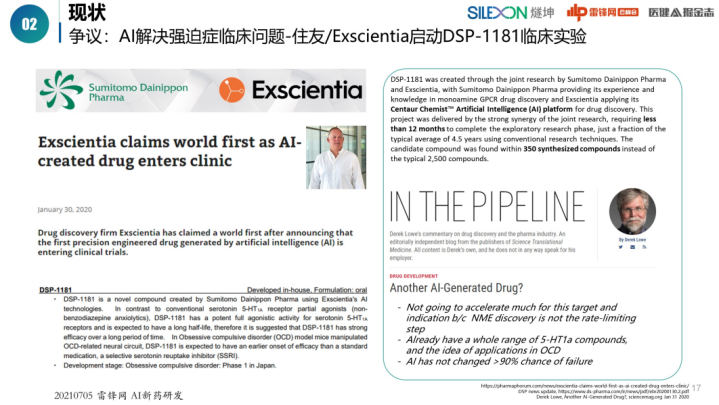 02
现状
争议：AI解决强迫症临床问题-住友/Exscientia启动DSP-1181临床实验
SILEXON 燧坤
雷锋网
医健AI掘金志
Sumitomo Dainippon
Pharma
Exscientia
Exscientia claims world first as AI-
created drug enters clinic
January 30, 2020
Drug discovery firm Exscientia has claimed a world first after announcing that
the first precision engineered drug generated by artificial intelligence (AI) is
entering clinical trials.
DSP-1181 Developed in-house, Formulation: oral
• DSP-1181 is a novel compound created by Sumitomo Dainippon Pharma using Exscientia's AI
technologies. In contrast to conventional serotonin 5-HT1A receptor partial agonists (non-
benzodiazepine anxiolytics), DSP-1181 has a potent full agonistic activity for serotonin 5-HT1A
receptors and is expected to have a long half-life, therefore it is suggested that DSP-1181 has strong
efficacy over a long period of time. In Obsessive compulsive disorder (OCD) model mice manipulated
OCD-related neural circuit, DSP-1181 is expected to have an earlier onset of efficacy than a standard
medication, a selective serotonin reuptake inhibitor (SSRI).
• Development stage: Obsessive compulsive disorder: Phase 1 in Japan.
DSP-1181 was created through the joint research by Sumitomo Dainippon Pharma
and Exscientia, with Sumitomo Dainippon Pharma providing its experience and
knowledge in monoamine GPCR drug discovery and Exscientia applying its
Centaur Chemist™ Artificial Intelligence (AI) platform for drug discovery. This
project was delivered by the strong synergy of the joint research, requiring less
than 12 months to complete the exploratory research phase, just a fraction of the
typical average of 4.5 years using conventional research techniques. The
candidate compound was found within 350 synthesized compounds instead of
the typical 2,500 compounds.
IN THE PIPELINE
Derek Lowe's commentary on drug discovery and the pharma industry. An
editorially independent blog from the publishers of Science Translational
Medicine. All content is Derek's own, and he does not in any way speak for his
employer.
By Derek Lowe
DRUG DEVELOPMENT
Another AI-Generated Drug?
- Not going to accelerate much for this target and
indication b/c NME discovery is not the rate-limiting
step
- Already have a whole range of 5-HT1a compounds,
and the idea of applications in OCD
- AI has not changed >90% chance of failure
20210705 雷锋网 AI新药研发
https://pharmaphorum.com/news/exscientia-claims-world-first-as-ai-created-drug-enters-clinic/
DSP news update, https://www.ds-pharma.com/ir/news/pdf/ene20200130.2.pdf
Derek Lowe, Another AI-Generated Drug?, sciencemag.org Jan 31 2020
17